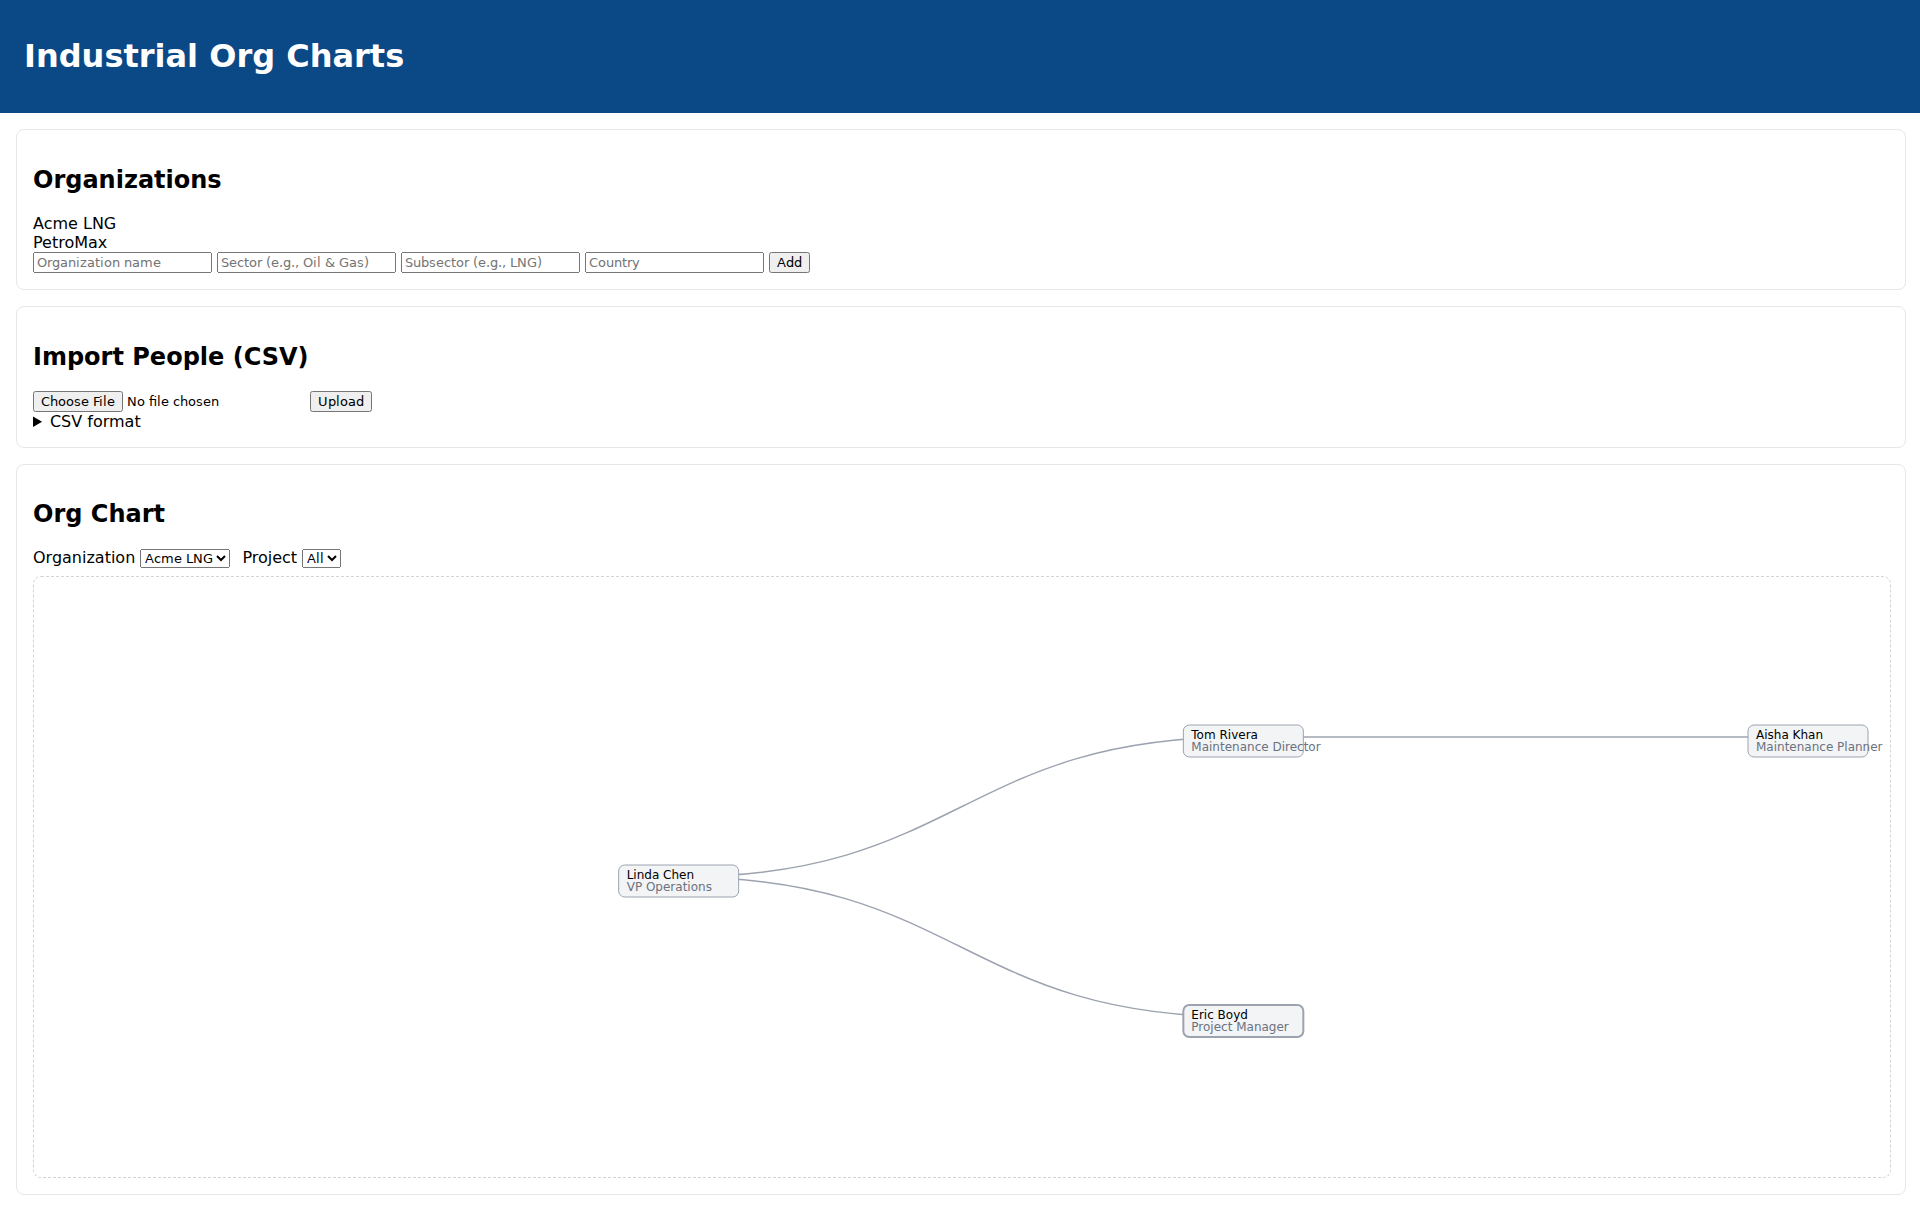 Industrial Org Charts
Organizations
Acme LNG
PetroMax
Organization name Sector (e.g., Oil & Gas) Subsector (e.g., LNG) Country Add
Import People (CSV)
Choose File No file chosen Upload
CSV format
Org Chart
Organization Acme LNG Project All
Tom Rivera
Maintenance Director
Aisha Khan
Maintenance Planner
Linda Chen
VP Operations
Eric Boyd
Project Manager